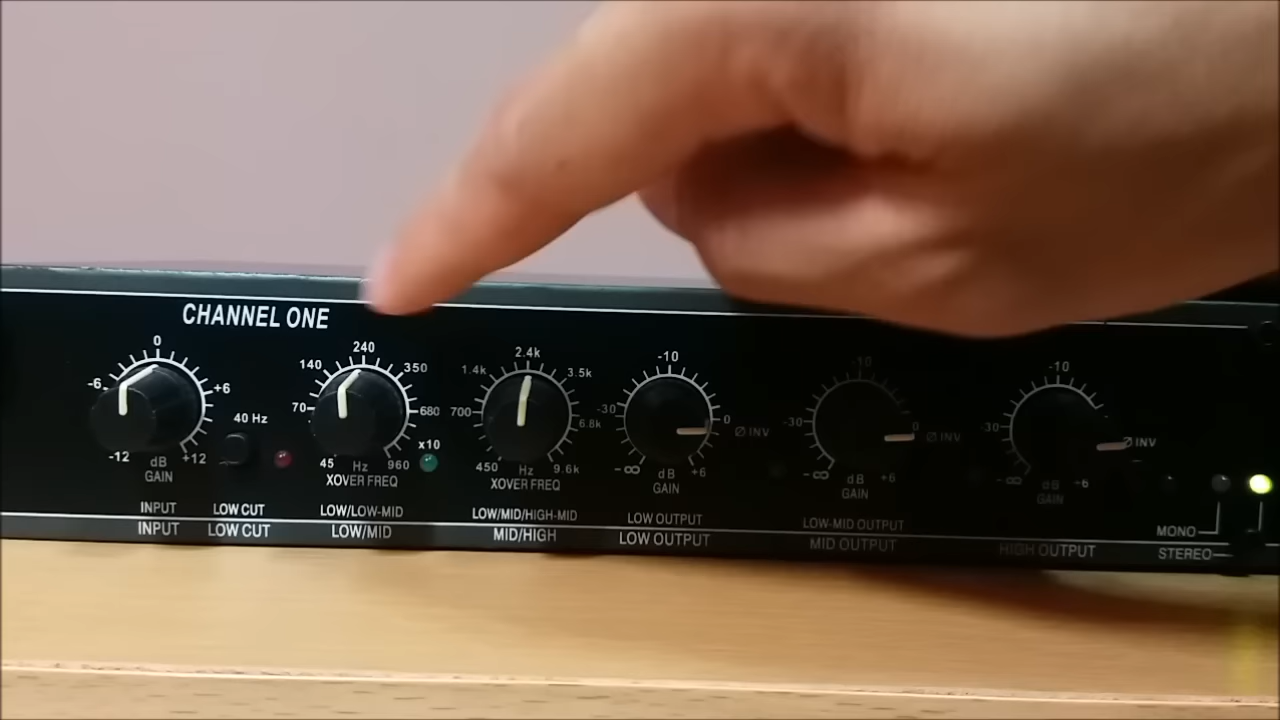 CHANNEL ONE
0
-6
+6
-12
+12
dB
GAIN
40 Hz
240
140
350
70
680
x10
45
Hz
960
XOVER FREQ
2.4k
1.4k
3.5k
700
6.8k
450
Hz
9.6k
XOVER FREQ
-10
-30
0
Ø INV
-∞
dB
+6
GAIN
-10
-30
0
Ø INV
-∞
dB
+6
GAIN
-10
-30
Ø INV
-∞
dB
-6
GAIN
INPUT
LOW CUT
LOW/LOW-MID
LOW/MID/HIGH-MID
LOW OUTPUT
LOW-MID OUTPUT
MONO
INPUT
LOW CUT
LOW/MID
MID/HIGH
LOW OUTPUT
MID OUTPUT
HIGH OUTPUT
STEREO